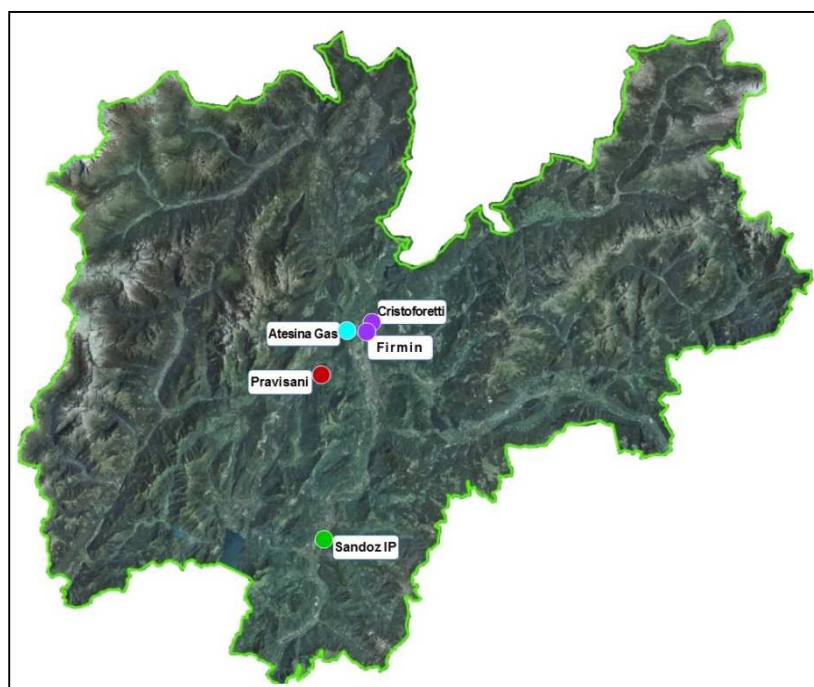 Cristoforetti
Atesina Gas
Firmin
Pravisani
Sandoz IP